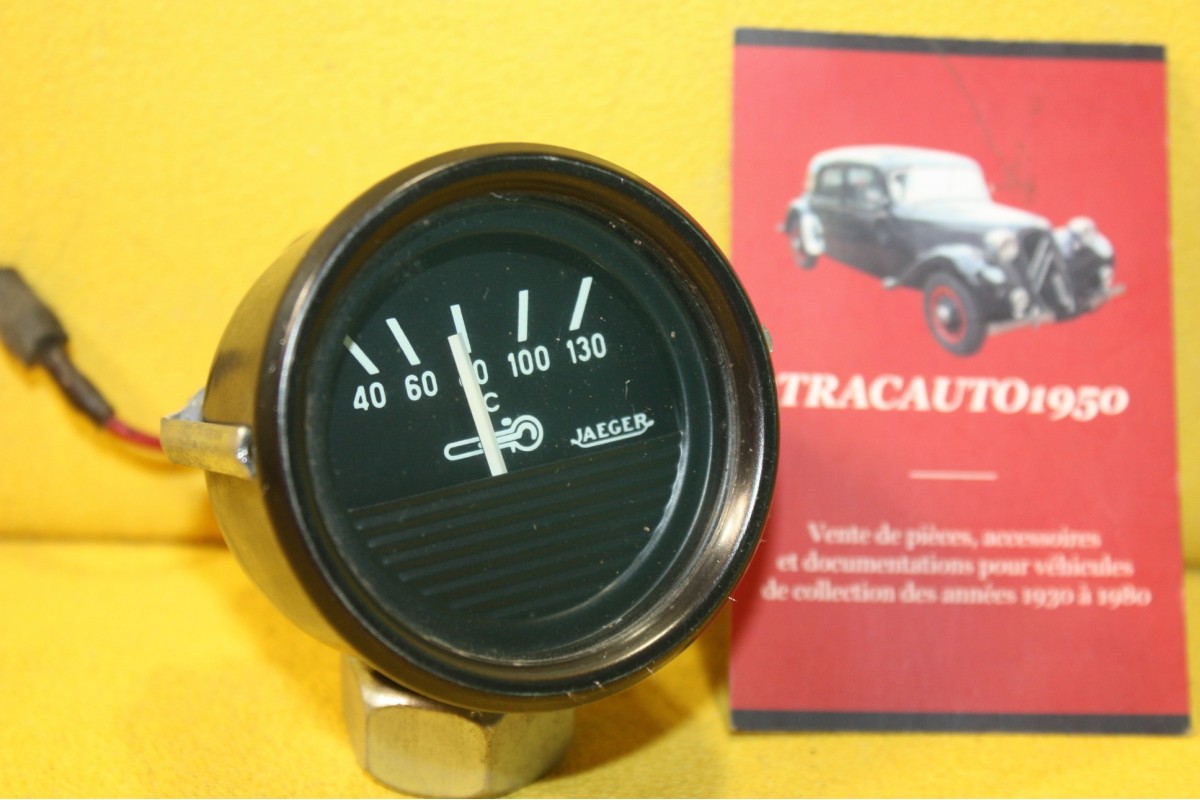 40 60 80 100 130
C
JAEGER
TRACAUTO1950
Vente de pièces, accessoires
et documentations pour véhicules
de collection des années 1930 à 1980